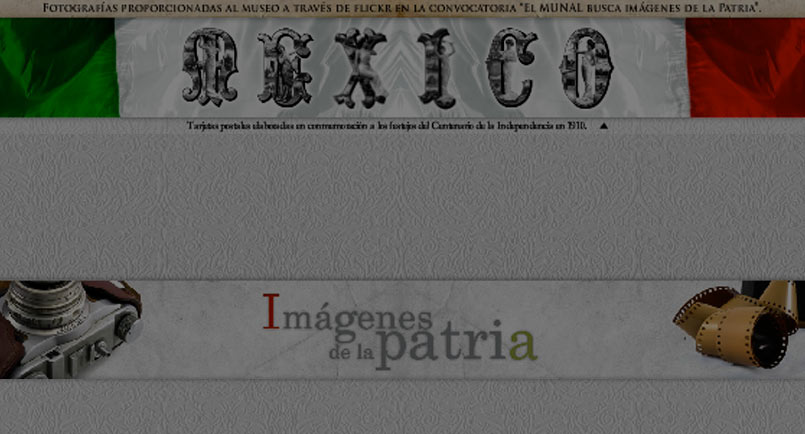 Fotografías proporcionadas al museo a través de flickr en la convocatoria "El MUNAL busca imágenes de la Patria".
MEXICO
Tarjetas postales elaboradas en conmemoración a los festejos del Centenario de la Independencia en 1910.
Imágenes
de la patria